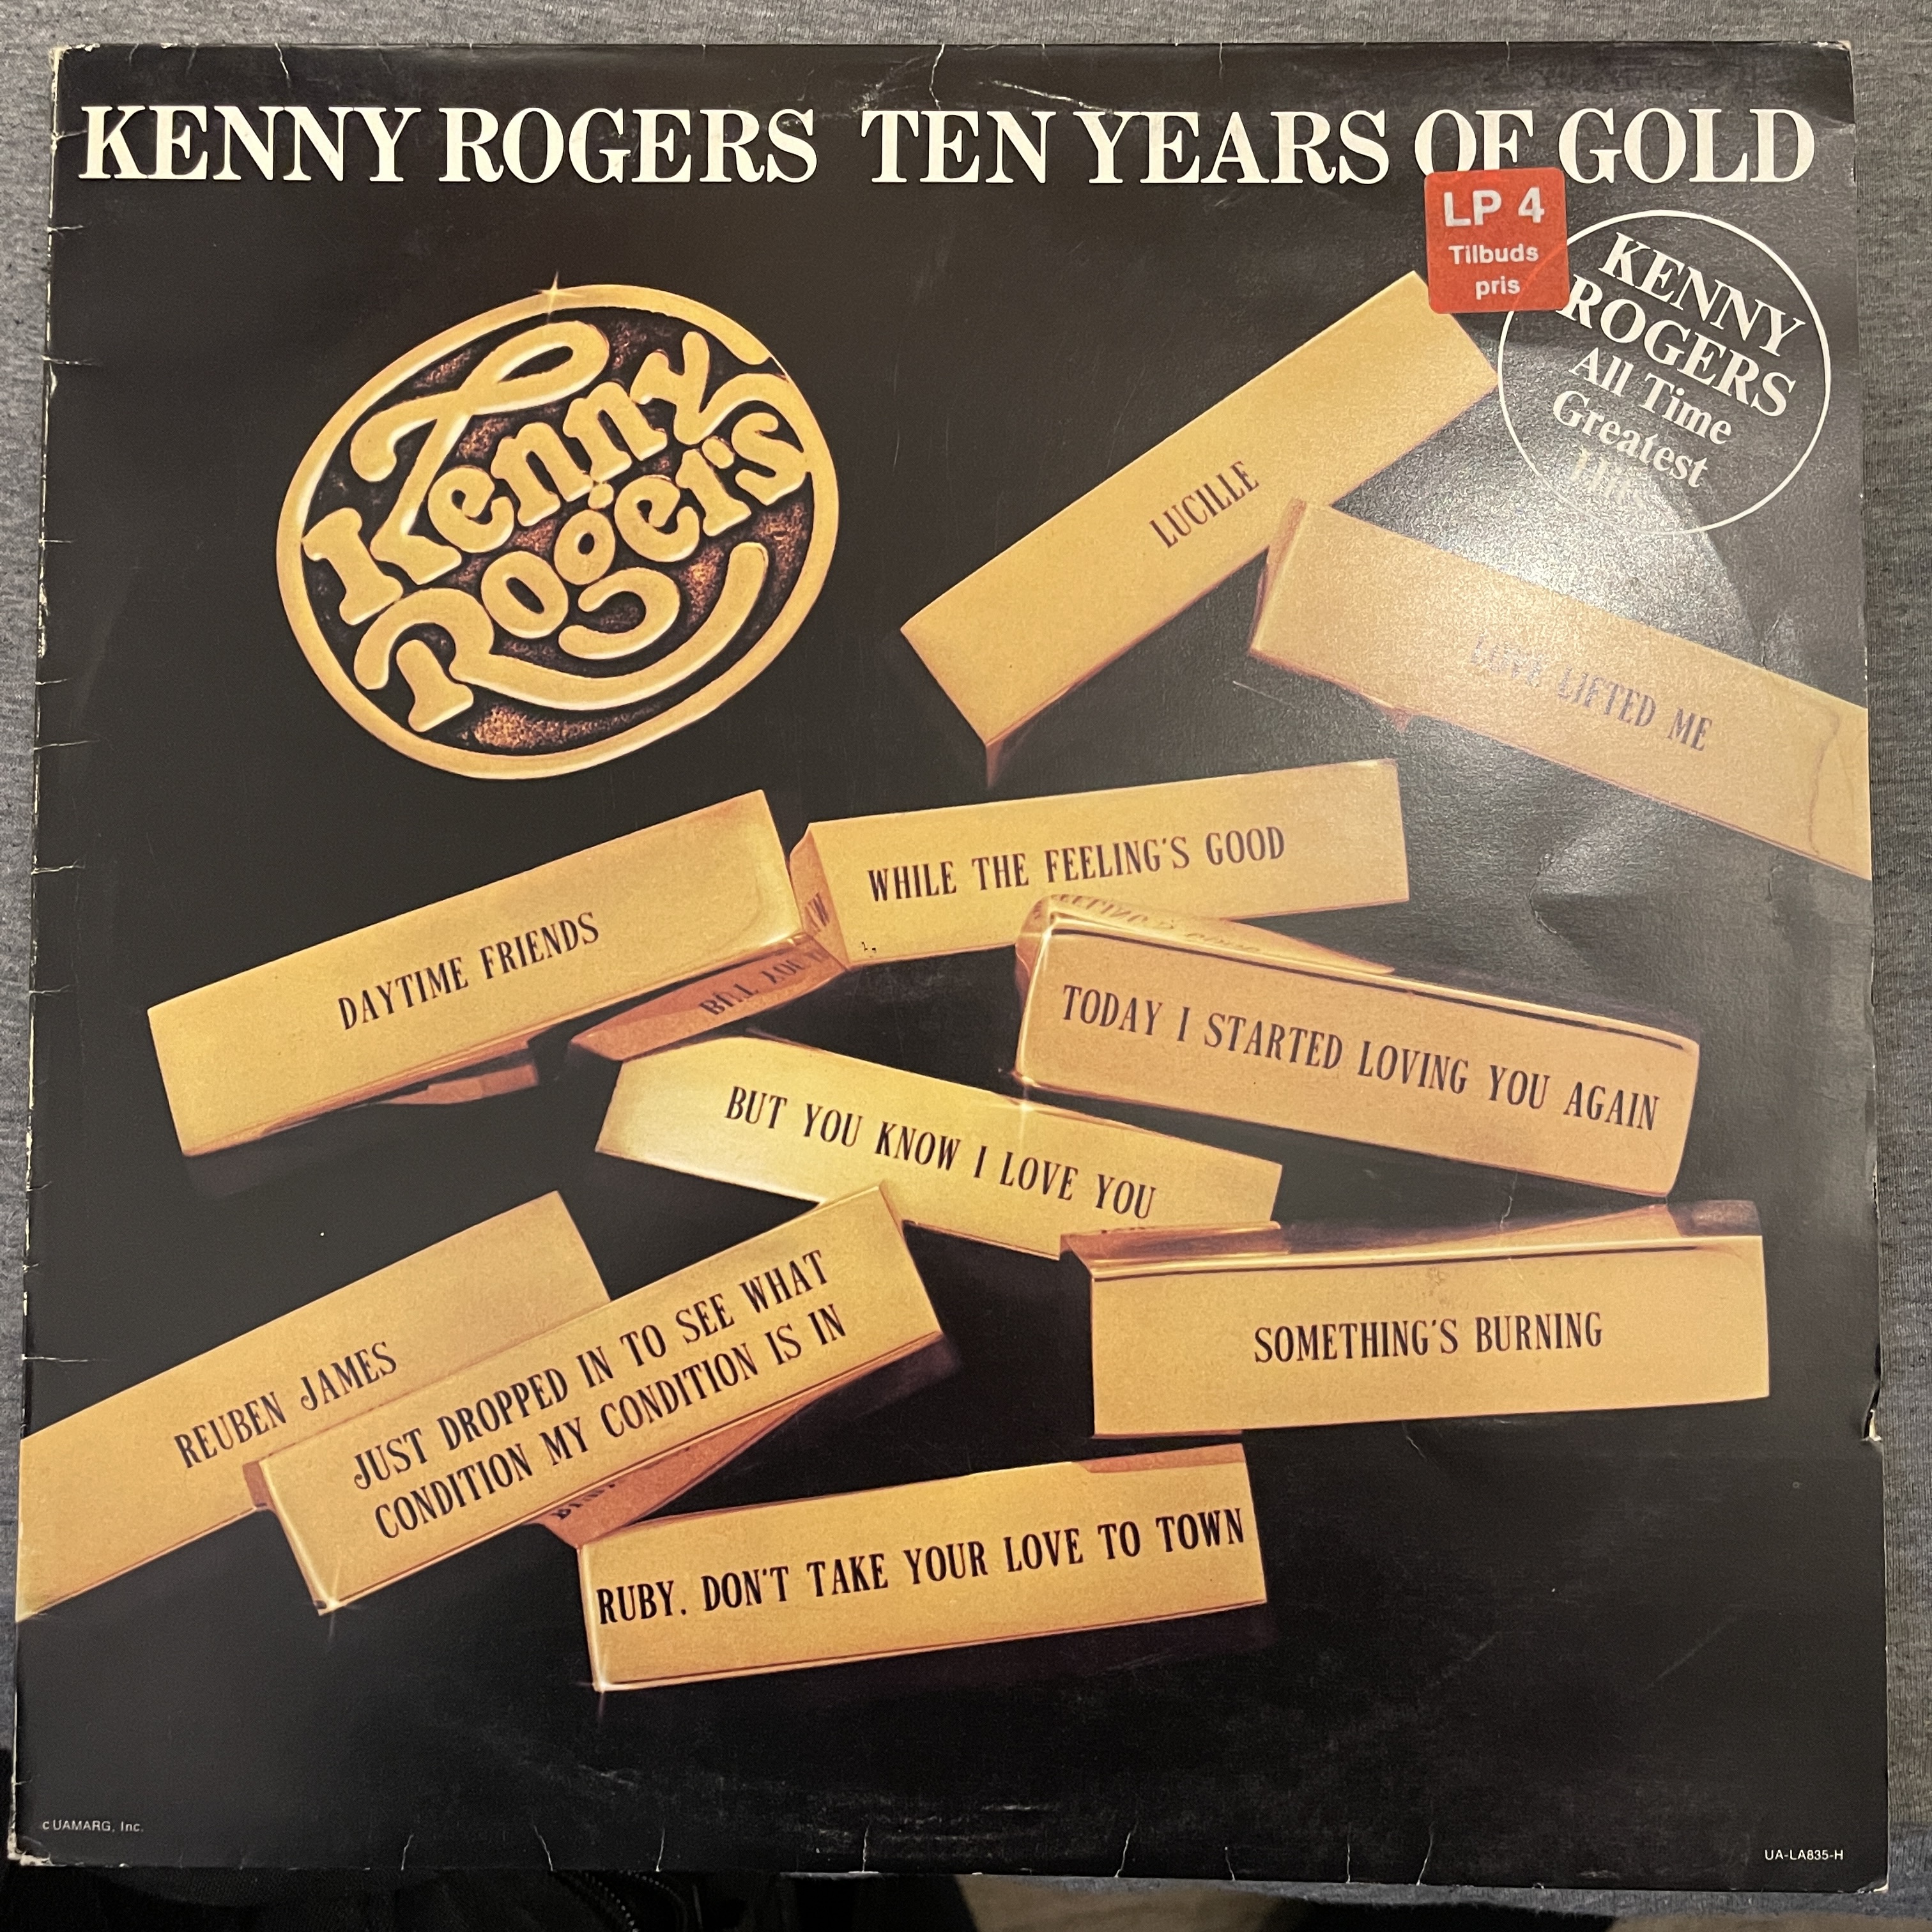 KENNY ROGERS TEN YEARS OF GOLD
LP 4
Tilbuds
pris
KENNY
ROGERS
All Time
Greatest
Hits
Kenny
Rogers
LUCILLE
LOVE LIFTED ME
WHILE THE FEELING'S GOOD
DAYTIME FRIENDS
TODAY I STARTED LOVING YOU AGAIN
BUT YOU KNOW I LOVE YOU
REUBEN JAMES
JUST DROPPED IN TO SEE WHAT
CONDITION MY CONDITION IS IN
SOMETHING'S BURNING
RUBY. DON'T TAKE YOUR LOVE TO TOWN
c UAMARG, Inc.
UA-LA835-H